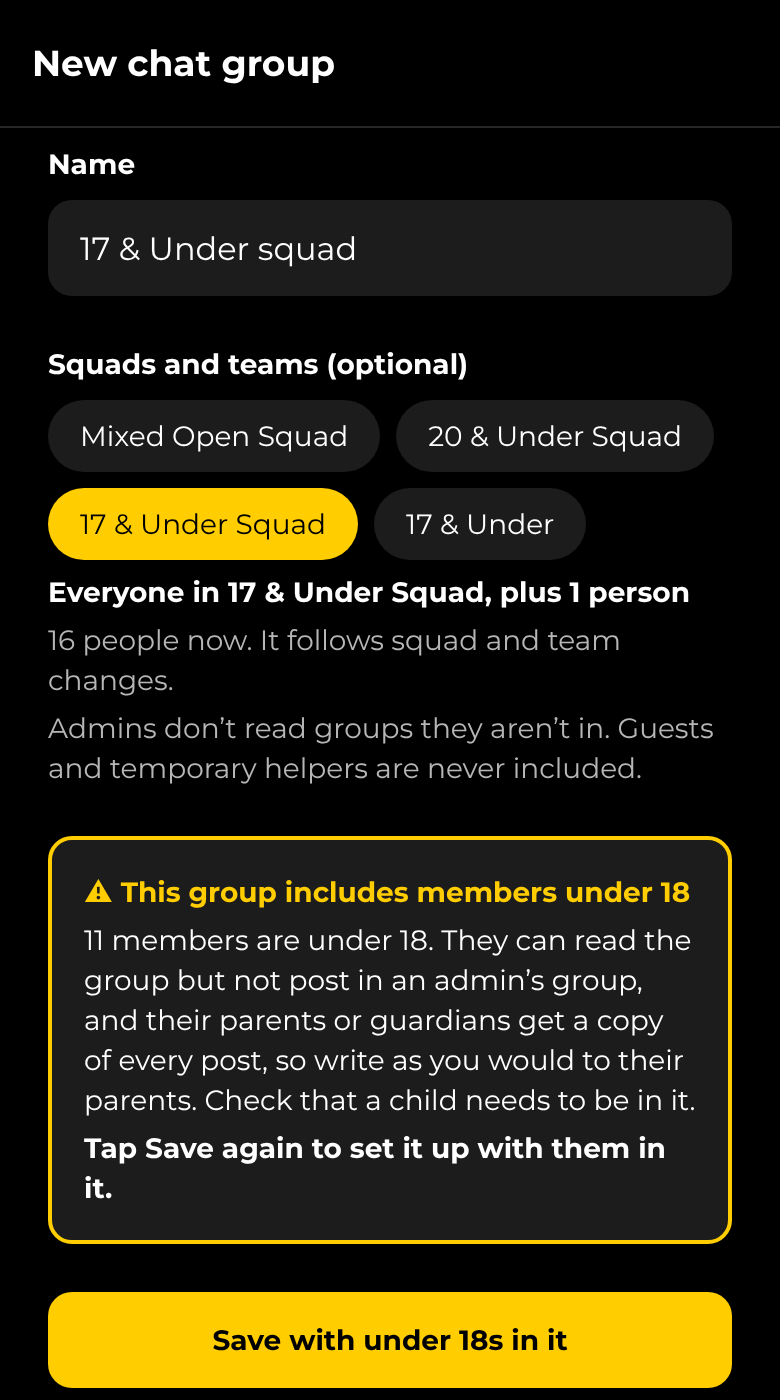 New chat group
Name
17 & Under squad
Squads and teams (optional)
Mixed Open Squad
20 & Under Squad
17 & Under Squad
17 & Under
Everyone in 17 & Under Squad, plus 1 person
16 people now. It follows squad and team
changes.
Admins don’t read groups they aren’t in. Guests
and temporary helpers are never included.
⚠ This group includes members under 18
11 members are under 18. They can read the
group but not post in an admin’s group,
and their parents or guardians get a copy
of every post, so write as you would to their
parents. Check that a child needs to be in it.
Tap Save again to set it up with them in
it.
Save with under 18s in it